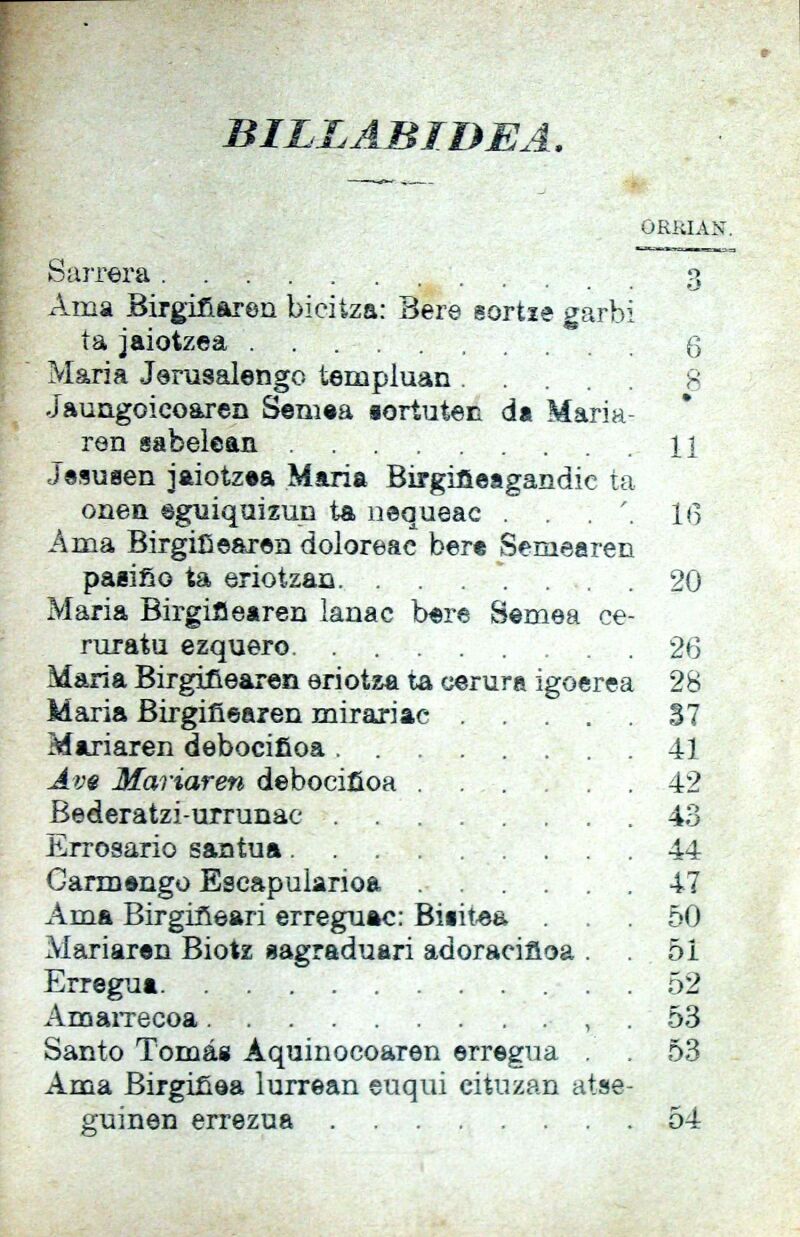 BILLABIDEA.
ORRIAN.
Sarrera . . . . . . . . . . . . 3
Ama Birgiñaren bicitza: Bere sortze garbi
ta jaiotzea . . . . . . . . . . 6
Maria Jerusalengo templuan . . . . . 8
Jaungoicoaren Semea sortuten da Maria-
ren sabelean . . . . . . . . . 11
Jesusen jaiotzea Maria Birgiñeagandic ta
onen eguiquizun ta nequeac . . . . . 16
Ama Birgiñearen doloreac bere Semearen
pasiño ta eriotzan. . . . . . . . 20
Maria Birgiñearen lanac bere Semea ce-
ruratu ezquero. . . . . . . . . 26
Maria Birgiñearen eriotza ta cerura igoerea 28
Maria Birgiñearen mirariac . . . . . 37
Mariaren debociñoa . . . . . . . . 41
Ave Mariaren debociñoa . . . . . . 42
Bederatzi-urrunac . . . . . . . . 43
Errosario santua . . . . . . . . . 44
Carmengo Escapularioa . . . . . . 47
Ama Birgiñeari erreguac: Bisitea . . . 50
Mariaren Biotz sagraduari adoraciñoa . . 51
Erregua. . . . . . . . . . . . 52
Amarrecoa . . . . . . . . . , . 53
Santo Tomás Aquinocoaren erregua . . 53
Ama Birgiñea lurrean euqui cituzan atse-
guinen errezua . . . . . . . . 54